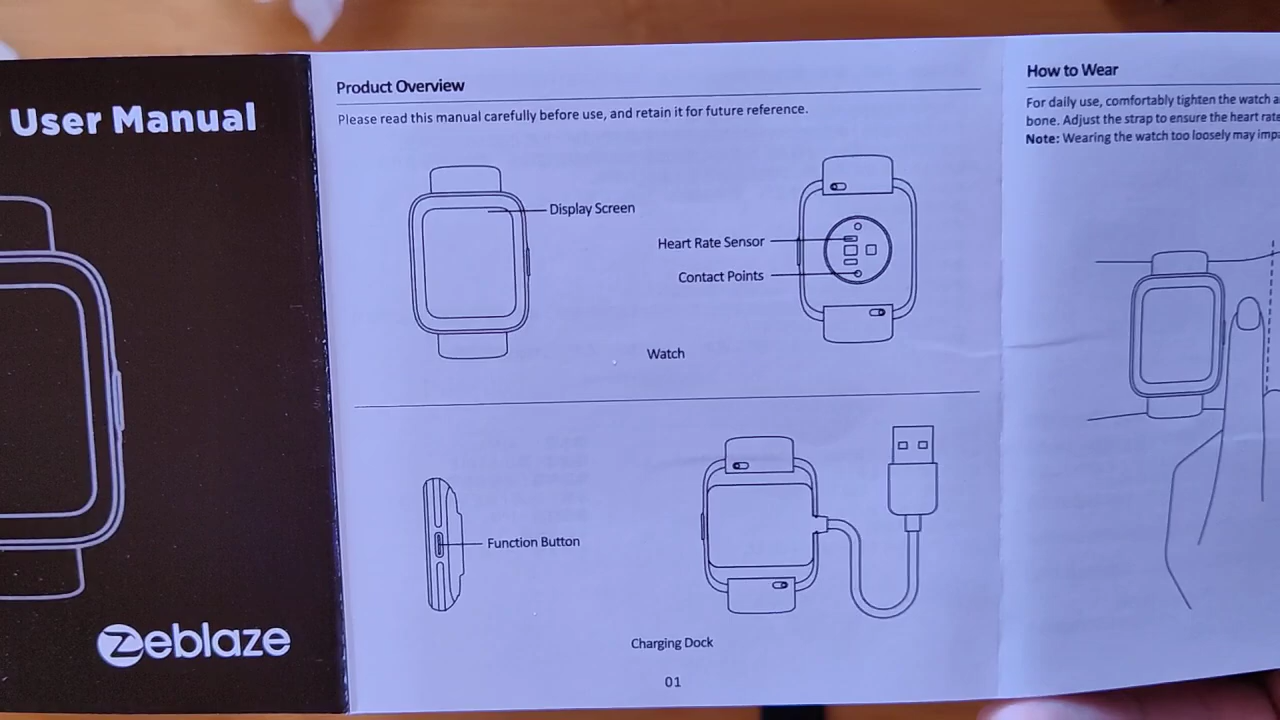 User Manual
zeblaze
Product Overview
Please read this manual carefully before use, and retain it for future reference.
Display Screen
Heart Rate Sensor
Contact Points
Watch
Function Button
Charging Dock
01
How to Wear
For daily use, comfortably tighten the watch
bone. Adjust the strap to ensure the heart rate
Note: Wearing the watch too loosely may